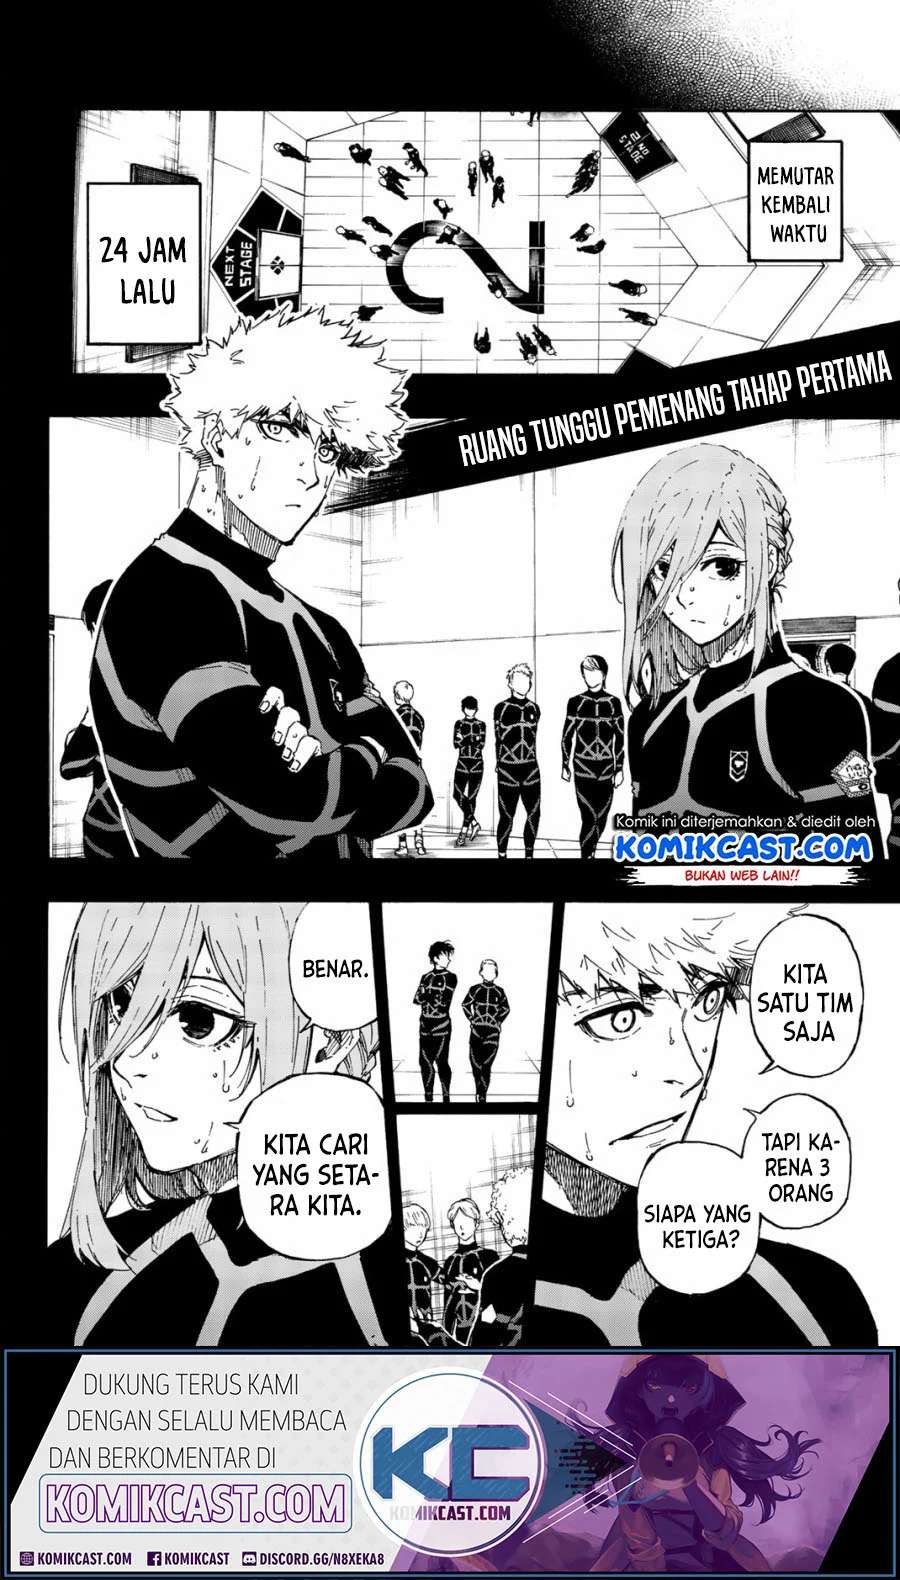 MEMUTAR
KEMBALI
WAKTU
24 JAM
LALU
NEXT
STAGE
2ND
STAGE
2
RUANG TUNGGU PEMENANG TAHAP PERTAMA
Komik ini diterjemahkan & diedit oleh
KOMIKCAST.COM
BUKAN WEB LAIN!!
KITA
SATU TIM
SAJA
TAPI KA-
RENA 3
ORANG
SIAPA YANG
KETIGA?
BENAR.
KITA CARI
YANG SETA-
RA KITA.
DUKUNG TERUS KAMI
DENGAN SELALU MEMBACA
DAN BERKOMENTAR DI
KOMIKCAST.COM
KC
KOMIKCAST.COM
KOMIKCAST.COM
KOMIKCAST
DISCORD.GG/N8XEKA8